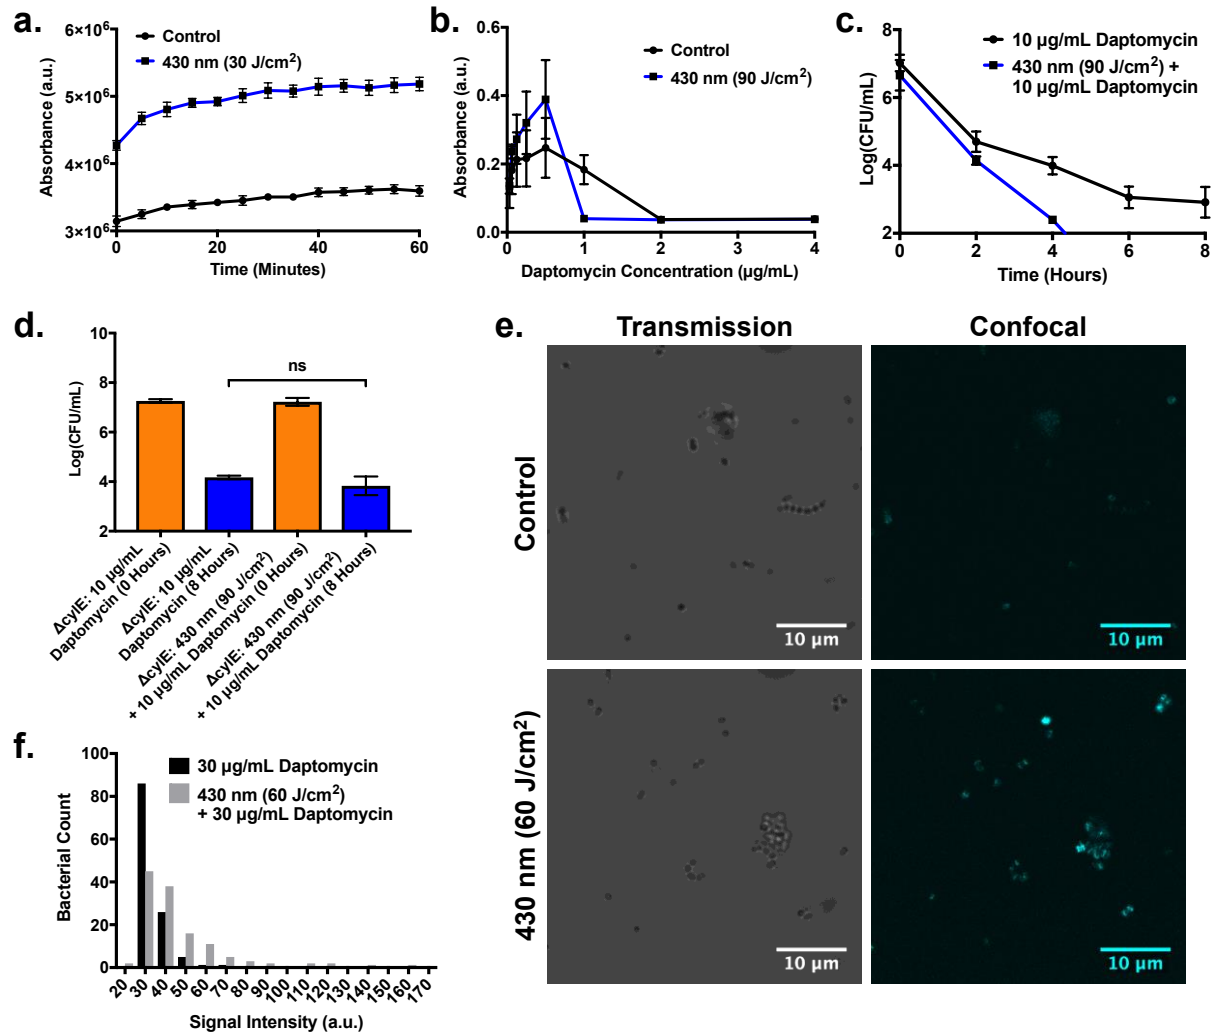 a.
6×10⁶
5×10⁶
4×10⁶
3×10⁶
Absorbance (a.u.)
Control
430 nm (30 J/cm²)
0 20 40 60
Time (Minutes)
b.
0.6
0.4
0.2
0.0
Absorbance (a.u.)
Control
430 nm (90 J/cm²)
0 1 2 3 4
Daptomycin Concentration (µg/mL)
c.
8
6
4
2
Log(CFU/mL)
10 µg/mL Daptomycin
430 nm (90 J/cm²) +
10 µg/mL Daptomycin
0 2 4 6 8
Time (Hours)
d.
10
8
6
4
2
Log(CFU/mL)
ns
ΔcylE: 10 µg/mL
Daptomycin (0 Hours)
ΔcylE: 10 µg/mL
Daptomycin (8 Hours)
ΔcylE: 430 nm (90 J/cm²)
+ 10 µg/mL Daptomycin (0 Hours)
ΔcylE: 430 nm (90 J/cm²)
+ 10 µg/mL Daptomycin (8 Hours)
e.
Transmission
Confocal
Control
10 µm
10 µm
430 nm (60 J/cm²)
10 µm
10 µm
f.
100
80
60
40
20
0
Bacterial Count
30 µg/mL Daptomycin
430 nm (60 J/cm²)
+ 30 µg/mL Daptomycin
20 30 40 50 60 70 80 90 100 110 120 130 140 150 160 170
Signal Intensity (a.u.)